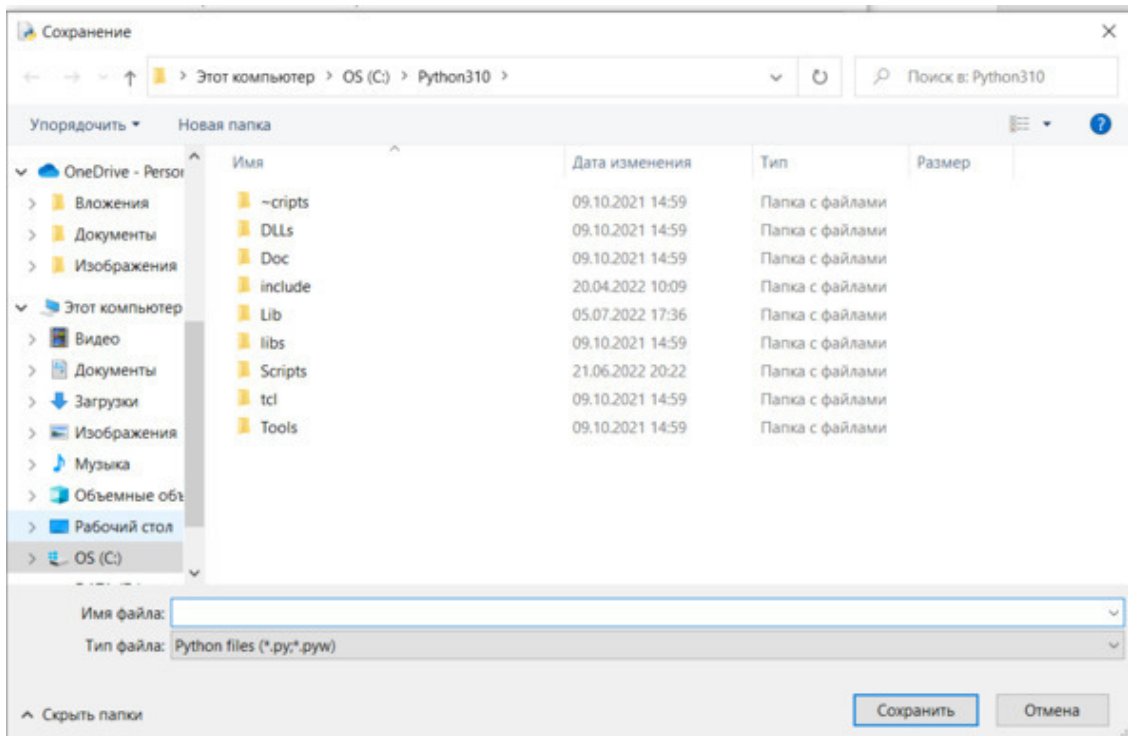 Сохранение
Этот компьютер > OS (C:) > Python310 >
Поиск в: Python310
Упорядочить
Новая папка
OneDrive - Person
Вложения
Документы
Изображения
Этот компьютер
Видео
Документы
Загрузки
Изображения
Музыка
Объемные объ
Рабочий стол
OS (C:)
Имя Дата изменения Тип Размер
~cripts 09.10.2021 14:59 Папка с файлами
DLLs 09.10.2021 14:59 Папка с файлами
Doc 09.10.2021 14:59 Папка с файлами
include 20.04.2022 10:09 Папка с файлами
Lib 05.07.2022 17:36 Папка с файлами
libs 09.10.2021 14:59 Папка с файлами
Scripts 21.06.2022 20:22 Папка с файлами
tcl 09.10.2021 14:59 Папка с файлами
Tools 09.10.2021 14:59 Папка с файлами
Имя файла:
Тип файла: Python files (*.py;*.pyw)
Скрыть папки
Сохранить
Отмена